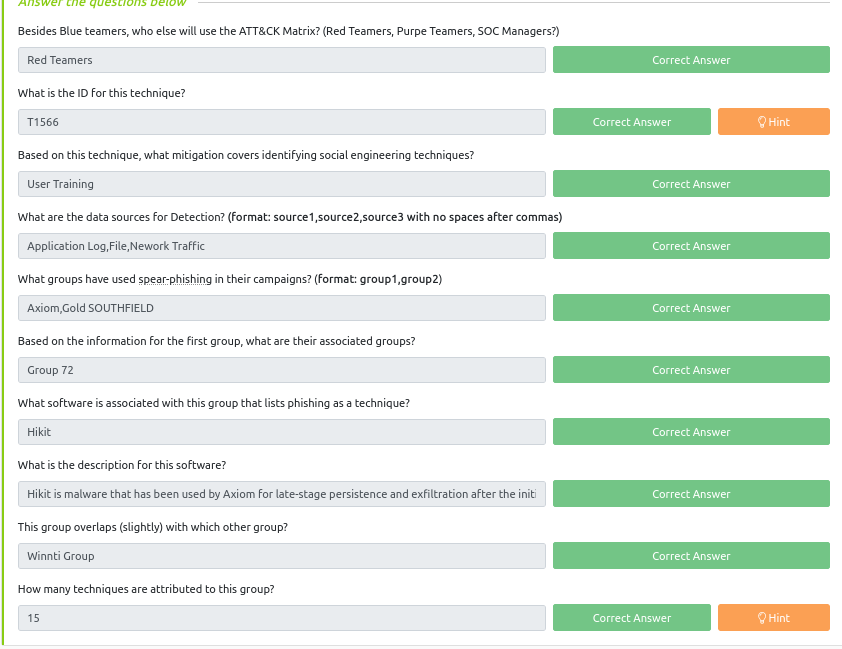 Answer the questions below
Besides Blue teamers, who else will use the ATT&CK Matrix? (Red Teamers, Purpe Teamers, SOC Managers?)
Red Teamers
Correct Answer
What is the ID for this technique?
T1566
Correct Answer
Hint
Based on this technique, what mitigation covers identifying social engineering techniques?
User Training
Correct Answer
What are the data sources for Detection? (format: source1,source2,source3 with no spaces after commas)
Application Log,File,Nework Traffic
Correct Answer
What groups have used spear-phishing in their campaigns? (format: group1,group2)
Axiom,Gold SOUTHFIELD
Correct Answer
Based on the information for the first group, what are their associated groups?
Group 72
Correct Answer
What software is associated with this group that lists phishing as a technique?
Hikit
Correct Answer
What is the description for this software?
Hikit is malware that has been used by Axiom for late-stage persistence and exfiltration after the initi
Correct Answer
This group overlaps (slightly) with which other group?
Winnti Group
Correct Answer
How many techniques are attributed to this group?
15
Correct Answer
Hint